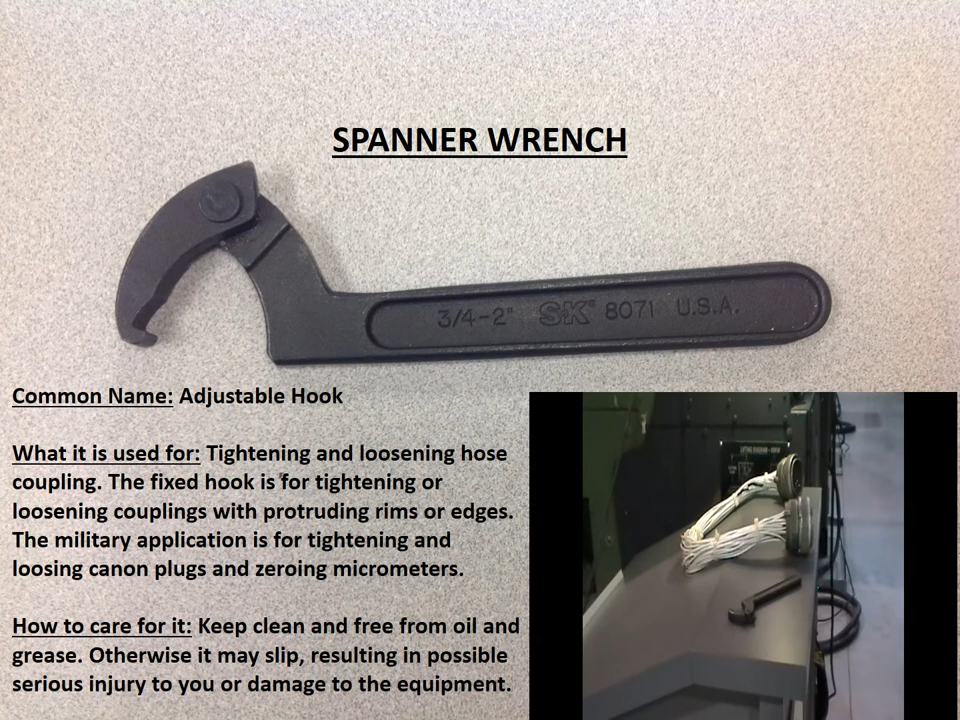 SPANNER WRENCH
3/4-2" SK® 8071 U.S.A.
Common Name: Adjustable Hook
What it is used for: Tightening and loosening hose
coupling. The fixed hook is for tightening or
loosening couplings with protruding rims or edges.
The military application is for tightening and
loosing canon plugs and zeroing micrometers.
How to care for it: Keep clean and free from oil and
grease. Otherwise it may slip, resulting in possible
serious injury to you or damage to the equipment.